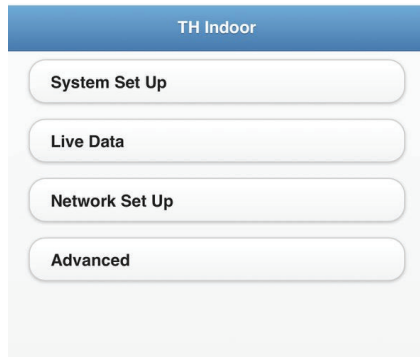 TH Indoor
System Set Up
Live Data
Network Set Up
Advanced